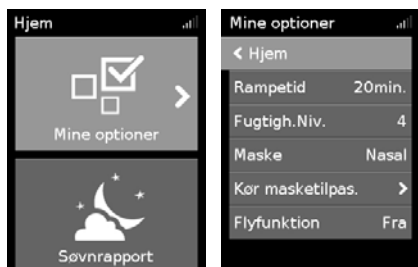 Hjem
Mine optioner
Søvnrapport
Mine optioner
< Hjem
Rampetid 20min.
Fugtigh.Niv. 4
Maske Nasal
Kør masketilpas. >
Flyfunktion Fra